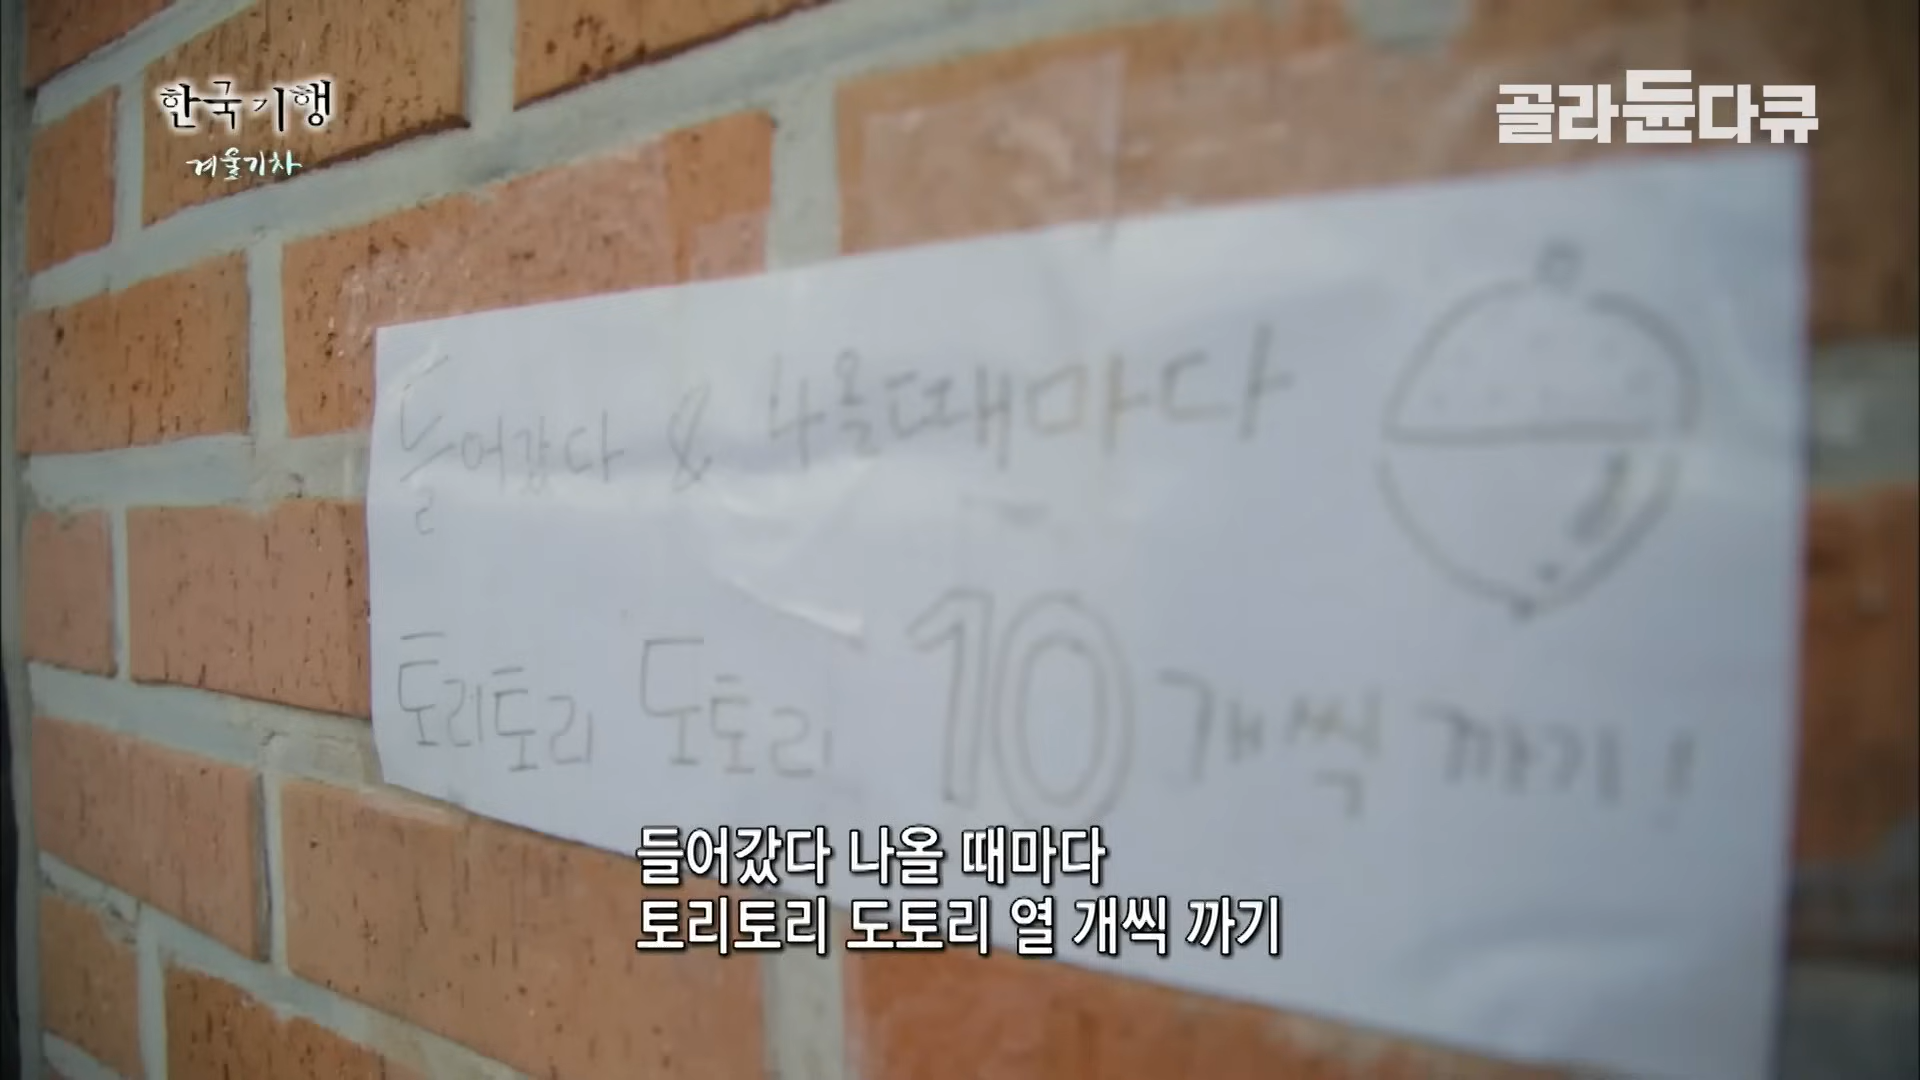 한국기행
겨울기차
골라듄다큐
들어갔다 & 나올때마다
토리토리 도토리 10개씩 까기!
들어갔다 나올 때마다
토리토리 도토리 열 개씩 까기